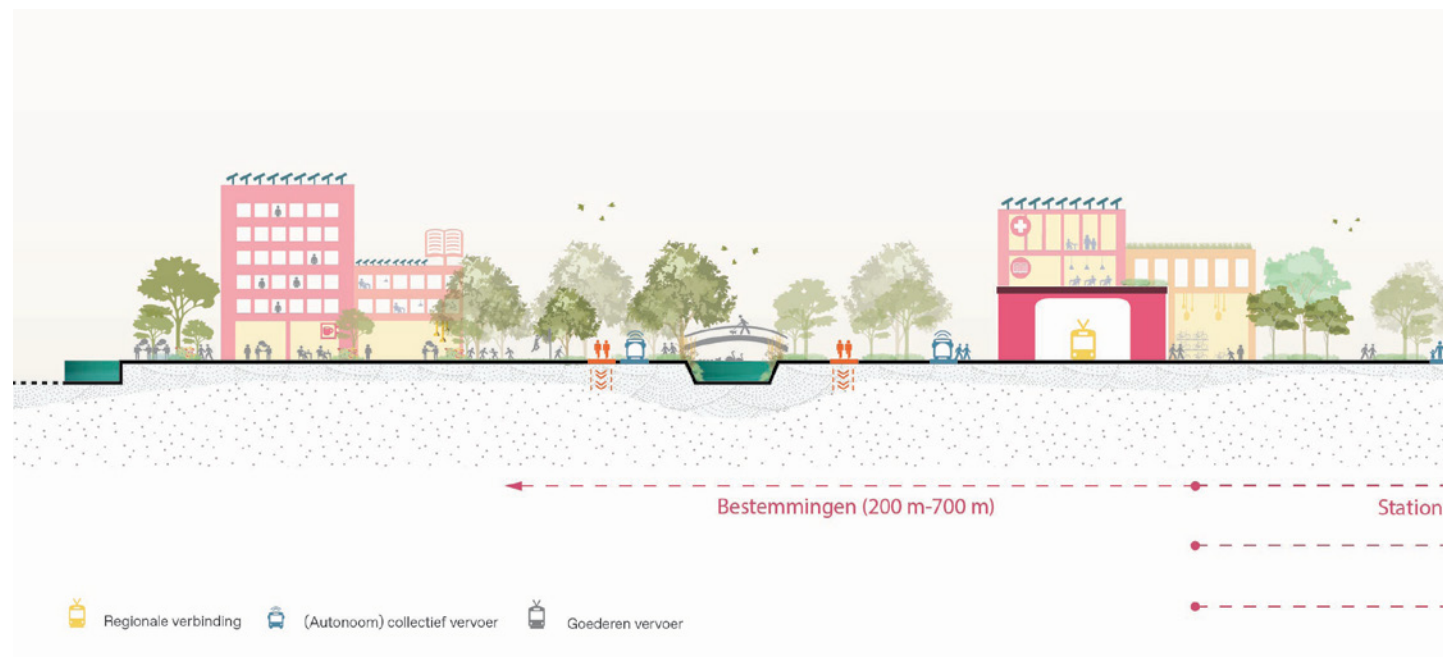 Bestemmingen (200 m-700 m)
Station
Regionale verbinding
(Autonoom) collectief vervoer
Goederen vervoer